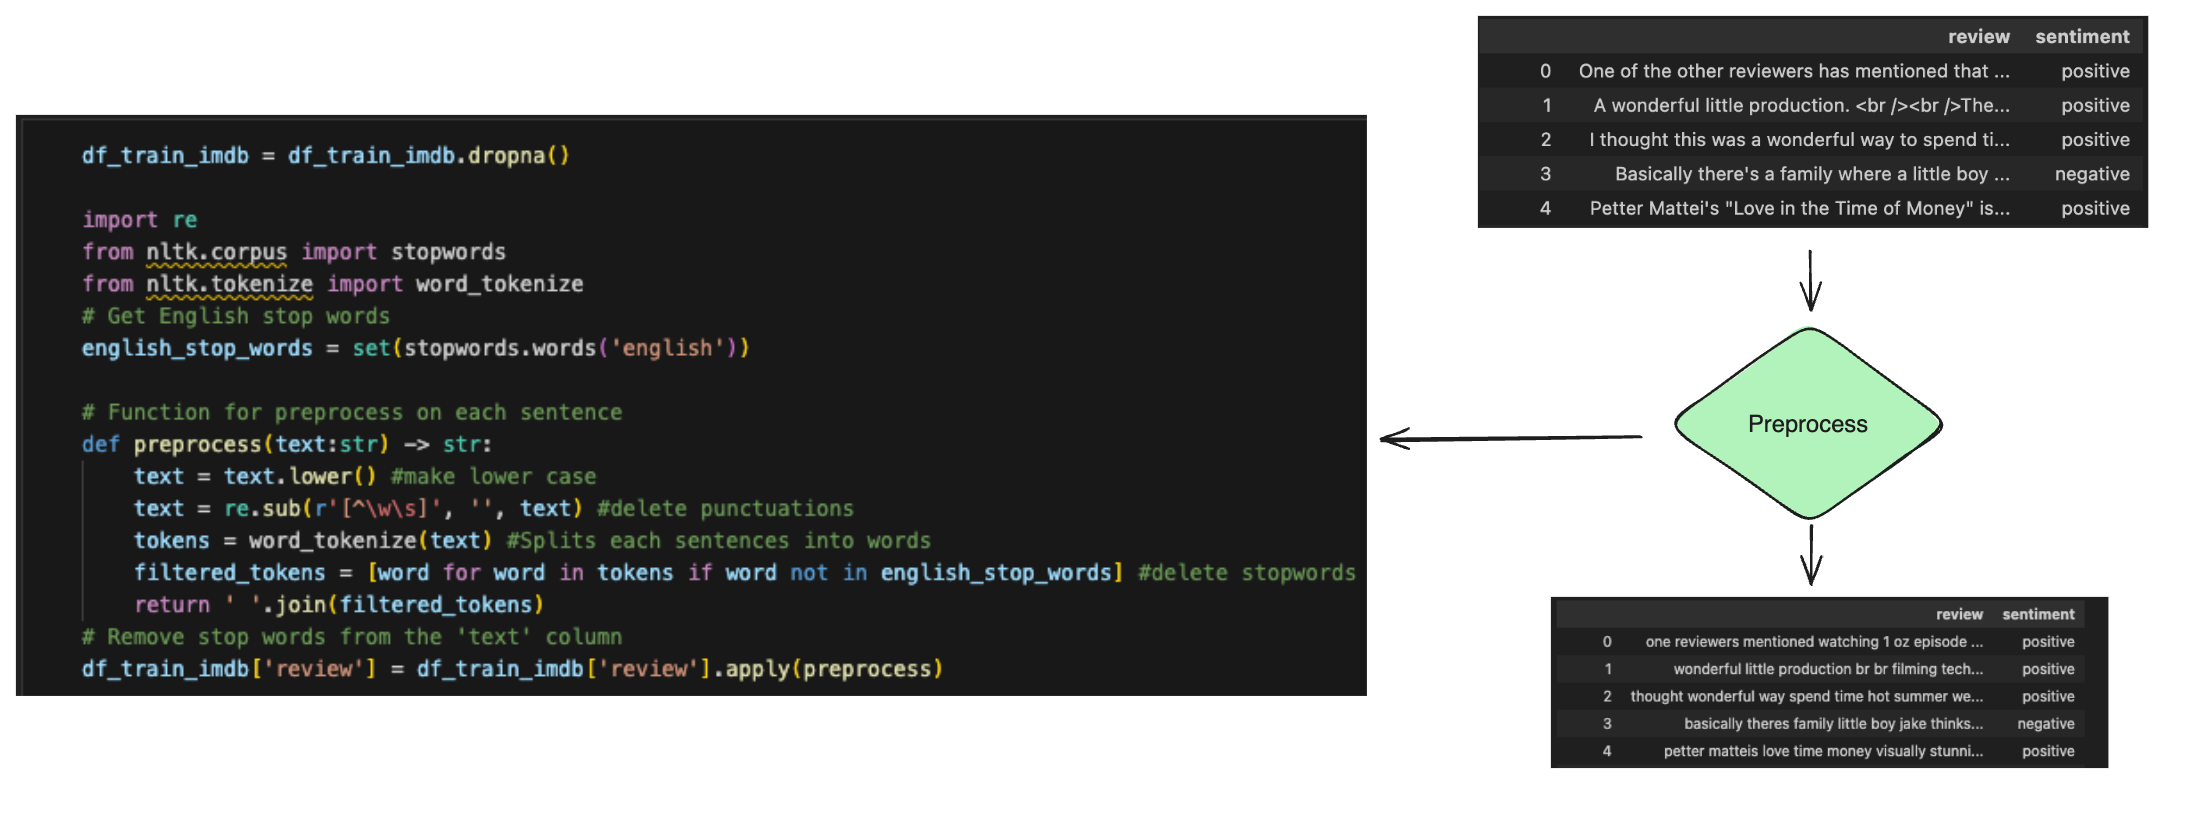 df_train_imdb = df_train_imdb.dropna()
import re
from nltk.corpus import stopwords
from nltk.tokenize import word_tokenize
# Get English stop words
english_stop_words = set(stopwords.words('english'))
# Function for preprocess on each sentence
def preprocess(text:str) -> str:
text = text.lower() #make lower case
text = re.sub(r'[^\w\s]', '', text) #delete punctuations
tokens = word_tokenize(text) #Splits each sentences into words
filtered_tokens = [word for word in tokens if word not in english_stop_words] #delete stopwords
return ' '.join(filtered_tokens)
# Remove stop words from the 'text' column
df_train_imdb['review'] = df_train_imdb['review'].apply(preprocess)
review sentiment
0 One of the other reviewers has mentioned that ... positive
1 A wonderful little production. <br /><br />The... positive
2 I thought this was a wonderful way to spend ti... positive
3 Basically there's a family where a little boy ... negative
4 Petter Mattei's "Love in the Time of Money" is... positive
Preprocess
review sentiment
0 one reviewers mentioned watching 1 oz episode ... positive
1 wonderful little production br br filming tech... positive
2 thought wonderful way spend time hot summer we... positive
3 basically theres family little boy jake thinks... negative
4 petter matteis love time money visually stunni... positive